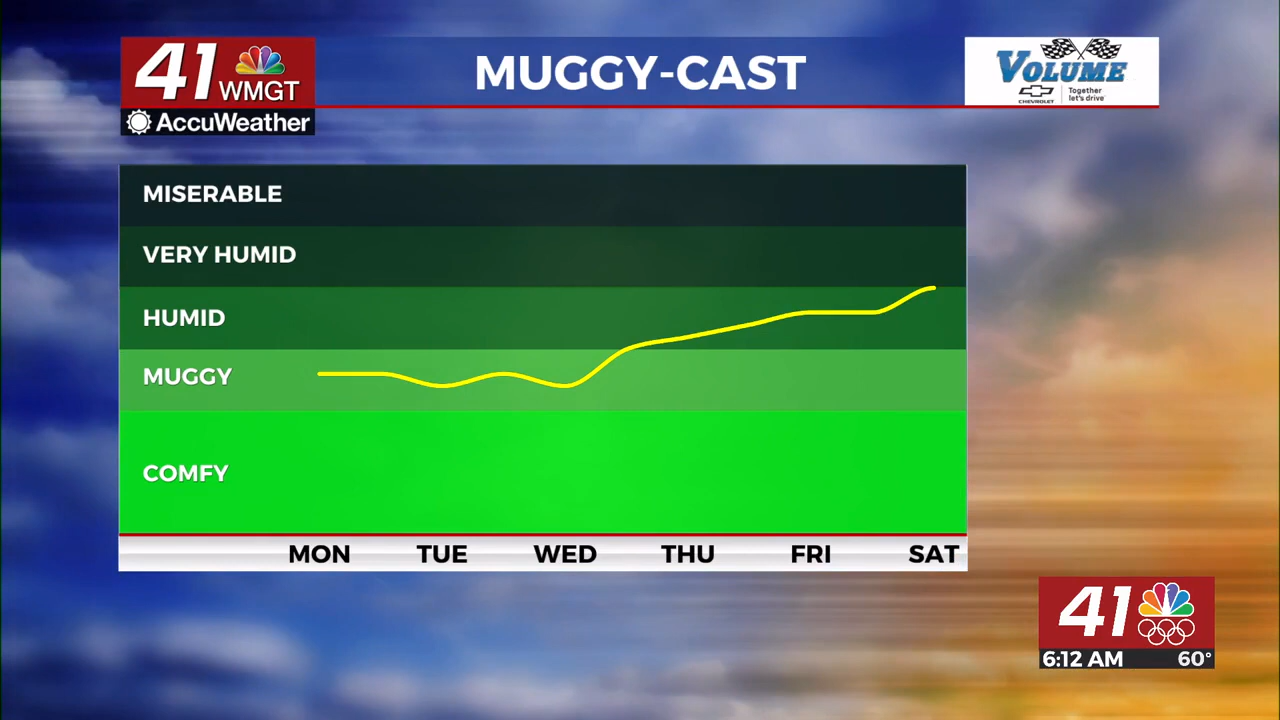 41 WMGT
AccuWeather
MUGGY-CAST
VOLUME
CHEVROLET
Together
let's drive
MISERABLE
VERY HUMID
HUMID
MUGGY
COMFY
MON TUE WED THU FRI SAT
41
6:12 AM 60°